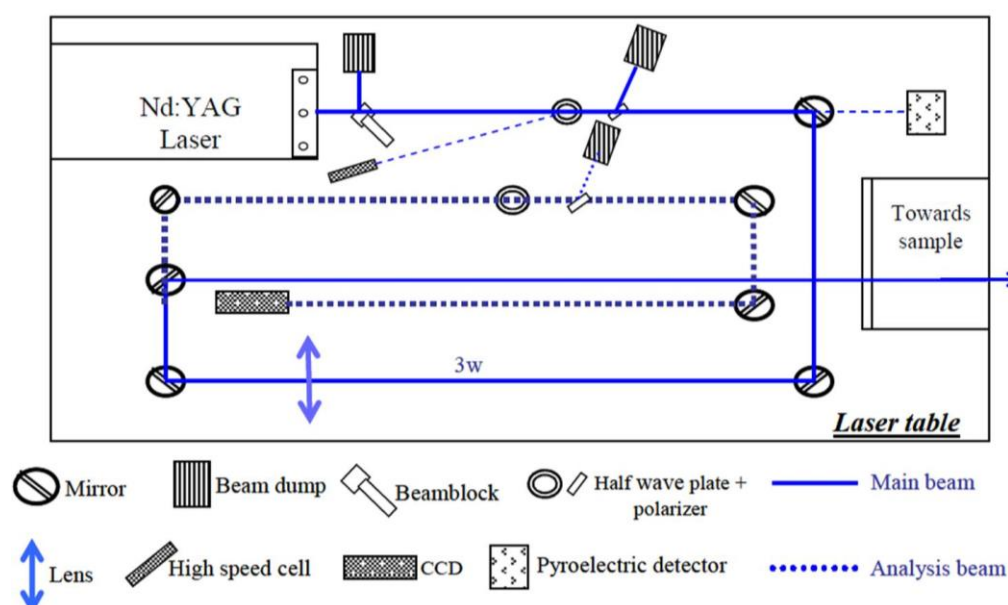 Nd:YAG
Laser
Towards
sample
3w
Laser table
Mirror
Beam dump
Beamblock
Half wave plate +
polarizer
Main beam
Lens
High speed cell
CCD
Pyroelectric detector
Analysis beam